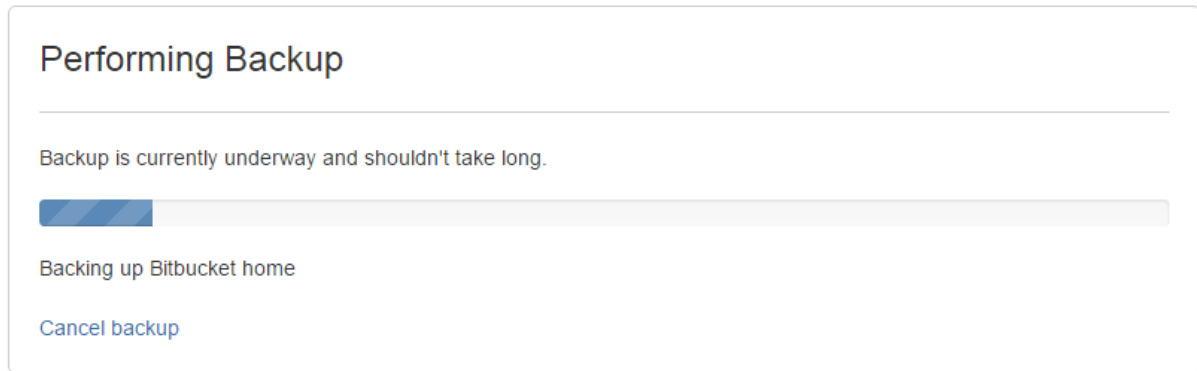 Performing Backup
Backup is currently underway and shouldn't take long.
Backing up Bitbucket home
Cancel backup